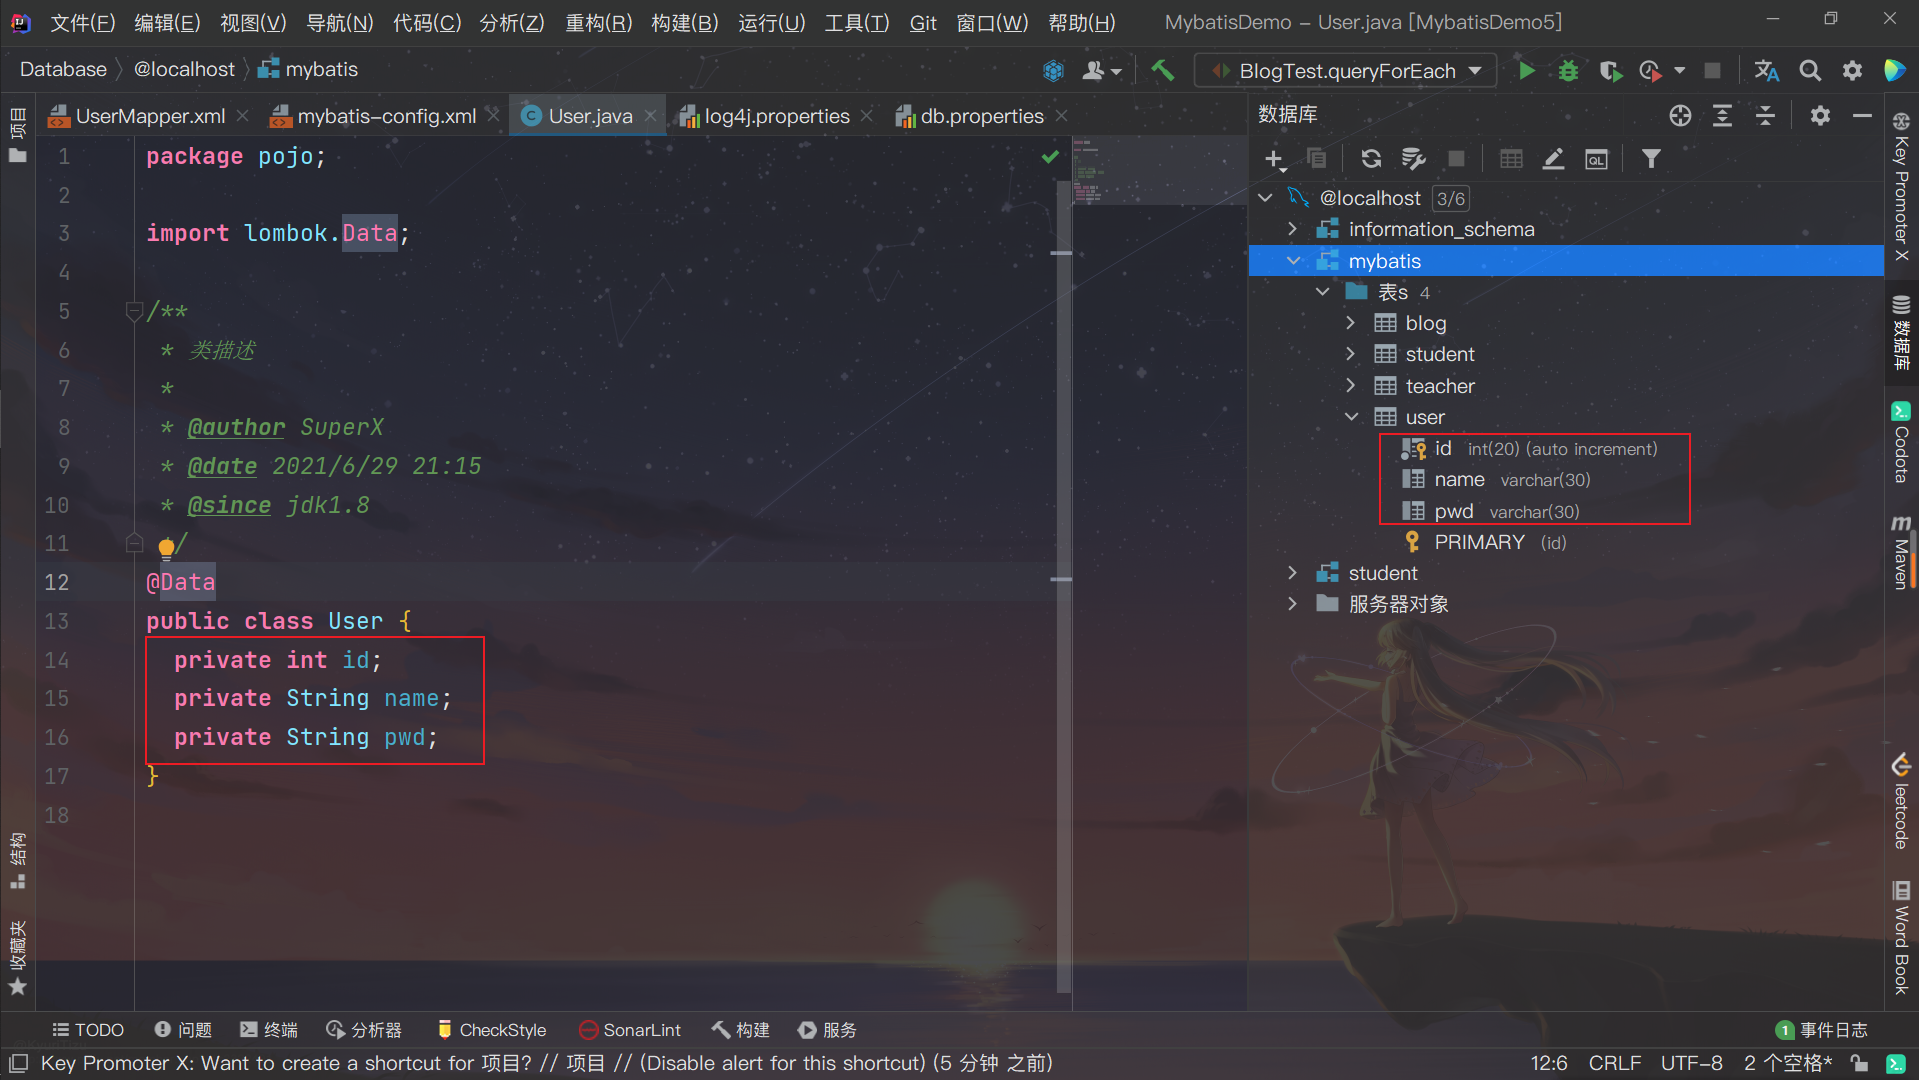 文件(F) 编辑(E) 视图(V) 导航(N) 代码(C) 分析(Z) 重构(R) 构建(B) 运行(U) 工具(T) Git 窗口(W) 帮助(H) MybatisDemo – User.java [MybatisDemo5]
Database @localhost mybatis
BlogTest.queryForEach
UserMapper.xml mybatis-config.xml User.java log4j.properties db.properties
1 package pojo;
2
3 import lombok.Data;
4
5 /**
6 * 类描述
7 *
8 * @author SuperX
9 * @date 2021/6/29 21:15
10 * @since jdk1.8
11 */
12 @Data
13 public class User {
14 private int id;
15 private String name;
16 private String pwd;
17 }
18
数据库
QL
@localhost 3/6
information_schema
mybatis
表s 4
blog
student
teacher
user
id int(20) (auto increment)
name varchar(30)
pwd varchar(30)
PRIMARY (id)
student
服务器对象
项目
结构
收藏夹
Key Promoter X
数据库
Codota
m Maven
leetcode
Word Book
TODO 问题 终端 分析器 CheckStyle SonarLint 构建 服务 1 事件日志
Key Promoter X: Want to create a shortcut for 项目? // 项目 // (Disable alert for this shortcut) (5 分钟 之前) 12:6 CRLF UTF-8 2 个空格*